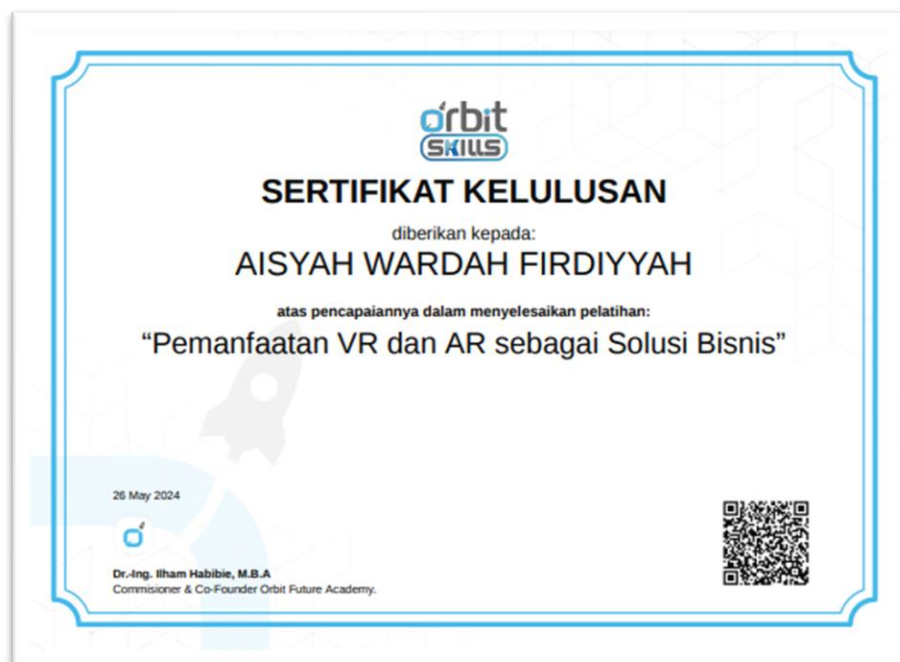 orbit
SKILLS
SERTIFIKAT KELULUSAN
diberikan kepada:
AISYAH WARDAH FIRDIYYAH
atas pencapaiannya dalam menyelesaikan pelatihan:
“Pemanfaatan VR dan AR sebagai Solusi Bisnis”
26 May 2024
Dr.-Ing. Ilham Habibie, M.B.A
Commisioner & Co-Founder Orbit Future Academy.